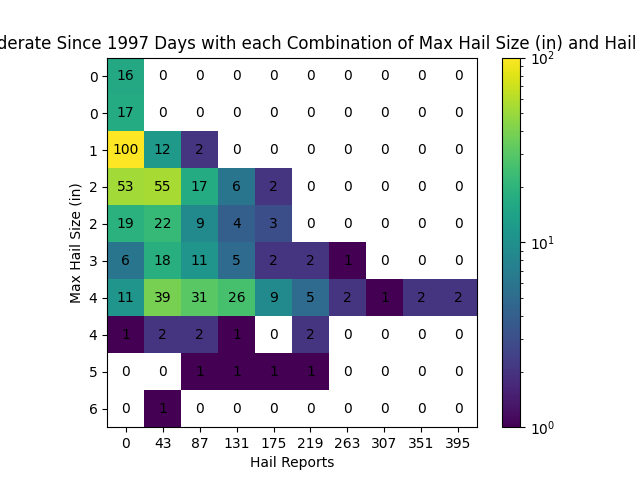 derate Since 1997 Days with each Combination of Max Hail Size (in) and Hail
0 16 0 0 0 0 0 0 0 0 0
0 17 0 0 0 0 0 0 0 0 0
1 100 12 2 0 0 0 0 0 0 0
2 53 55 17 6 2 0 0 0 0 0
2 19 22 9 4 3 0 0 0 0 0
3 6 18 11 5 2 2 1 0 0 0
4 11 39 31 26 9 5 2 1 2 2
4 1 2 2 1 0 2 0 0 0 0
5 0 0 1 1 1 1 0 0 0 0
6 0 1 0 0 0 0 0 0 0 0
0 43 87 131 175 219 263 307 351 395
Hail Reports
Max Hail Size (in)
10^2
10^1
10^0